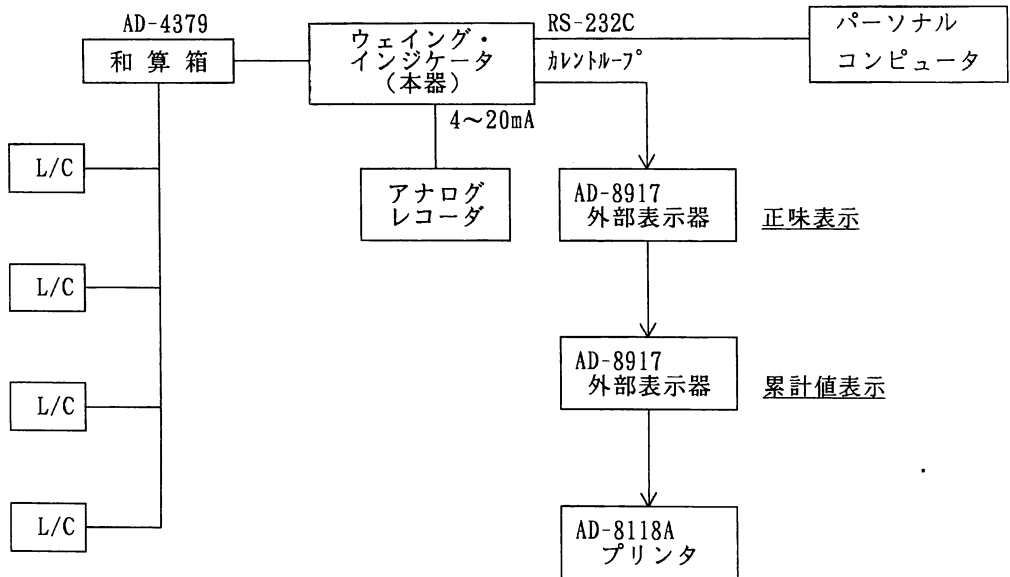 AD-4379
和 算 箱
ウェイング・
インジケータ
(本器)
RS-232C
ｶﾚﾝﾄﾙｰﾌﾟ
パーソナル
コンピュータ
4～20mA
アナログ
レコーダ
L/C
L/C
L/C
L/C
AD-8917
外部表示器
正味表示
AD-8917
外部表示器
累計値表示
AD-8118A
プリンタ